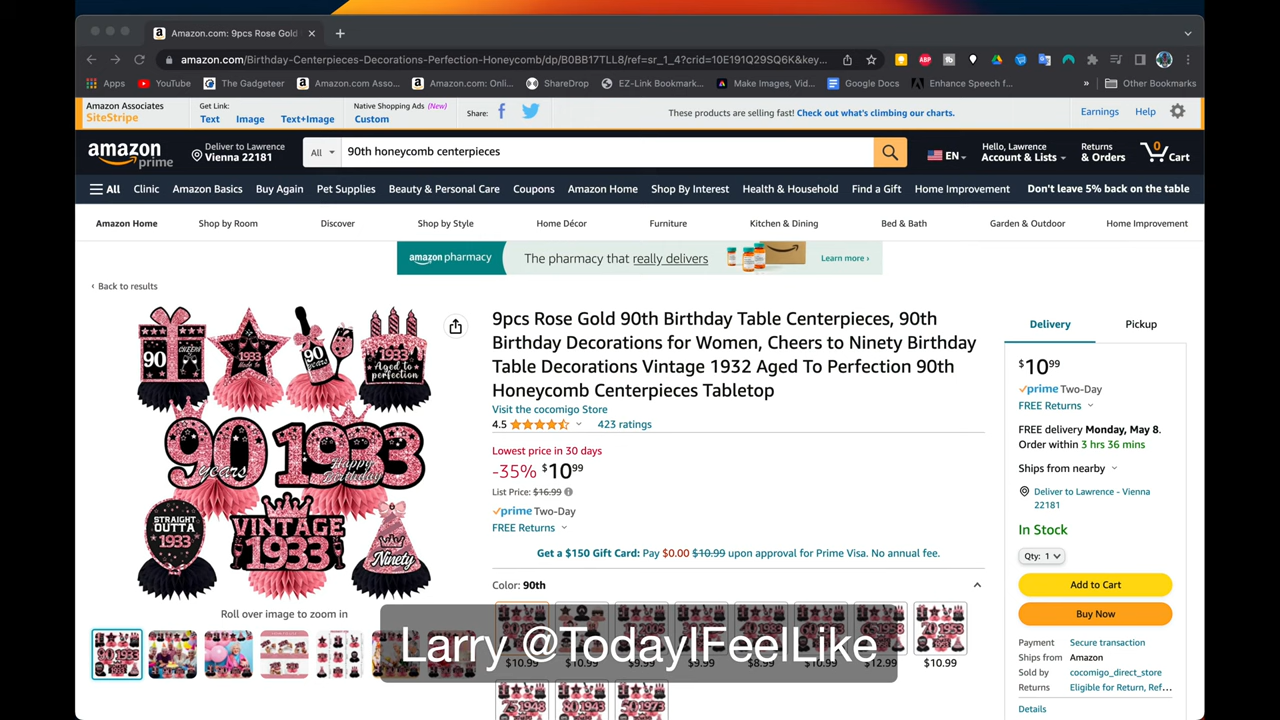 Amazon.com: 9pcs Rose Gold
amazon.com/Birthday-Centerpieces-Decorations-Perfection-Honeycomb/dp/B0BB17TLL8/ref=sr_1_4?crid=10E191Q29SQ6K&key...
Apps YouTube The Gadgeteer Amazon.com Asso... Amazon.com: Onli... ShareDrop EZ-Link Bookmark... Make Images, Vid... Google Docs Enhance Speech f... » Other Bookmarks
Amazon Associates
SiteStripe
Get Link:
Text Image Text+Image
Native Shopping Ads (New)
Custom
Share:
These products are selling fast! Check out what's climbing our charts.
Earnings Help
amazon prime
Deliver to Lawrence
Vienna 22181
All 90th honeycomb centerpieces
EN
Hello, Lawrence
Account & Lists
Returns
& Orders
0
Cart
All Clinic Amazon Basics Buy Again Pet Supplies Beauty & Personal Care Coupons Amazon Home Shop By Interest Health & Household Find a Gift Home Improvement Don't leave 5% back on the table
Amazon Home Shop by Room Discover Shop by Style Home Décor Furniture Kitchen & Dining Bed & Bath Garden & Outdoor Home Improvement
amazon pharmacy The pharmacy that really delivers Learn more ›
‹ Back to results
90
CHEERS
1933
90
years
1933
Aged to
perfection
90
years
1933
Happy
Birthday
STRAIGHT
OUTTA
1933
VINTAGE
1933
Ninety
Roll over image to zoom in
9pcs Rose Gold 90th Birthday Table Centerpieces, 90th
Birthday Decorations for Women, Cheers to Ninety Birthday
Table Decorations Vintage 1932 Aged To Perfection 90th
Honeycomb Centerpieces Tabletop
Visit the cocomigo Store
4.5 423 ratings
Lowest price in 30 days
-35% $10 99
List Price: $16.99
prime Two-Day
FREE Returns
Get a $150 Gift Card: Pay $0.00 $10.99 upon approval for Prime Visa. No annual fee.
Color: 90th
$10.99 $10.99 $9.99 $9.99 $8.99 $12.99 $10.99
Larry @TodayIFeelLike
Delivery Pickup
$10 99
prime Two-Day
FREE Returns
FREE delivery Monday, May 8.
Order within 3 hrs 36 mins
Ships from nearby
Deliver to Lawrence - Vienna
22181
In Stock
Qty: 1
Add to Cart
Buy Now
Payment Secure transaction
Ships from Amazon
Sold by cocomigo_direct_store
Returns Eligible for Return, Ref...
Details